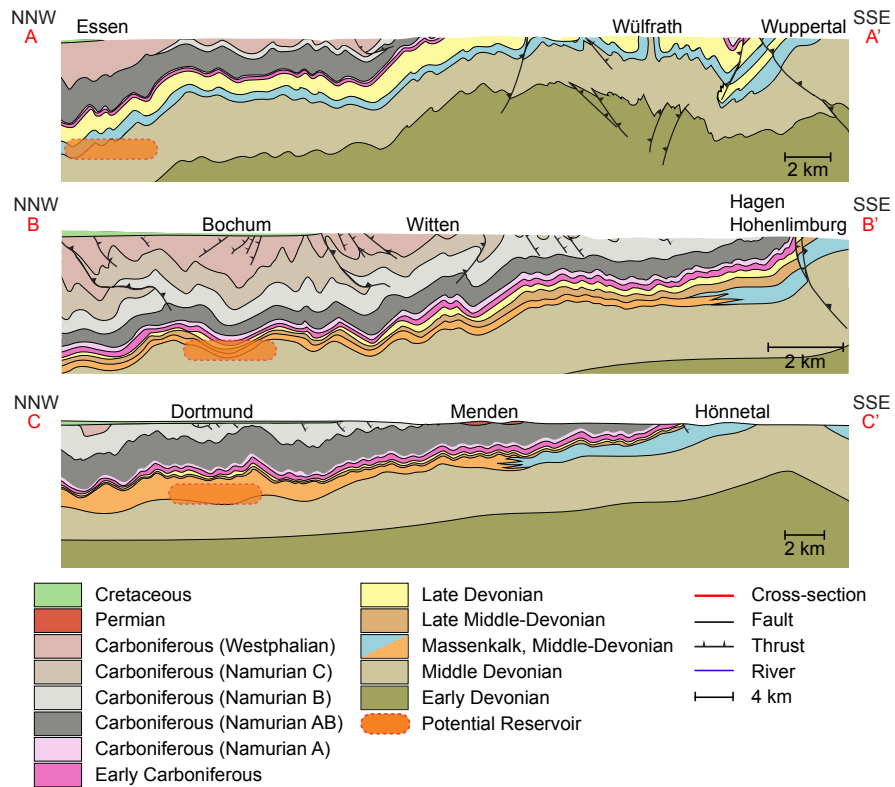 NNW
SSE
A
Essen
Wülfrath
Wuppertal
A'
2 km
NNW
SSE
B
Bochum
Witten
Hagen
Hohenlimburg
B'
2 km
NNW
SSE
C
Dortmund
Menden
Hönnetal
C'
2 km
Cretaceous
Permian
Carboniferous (Westphalian)
Carboniferous (Namurian C)
Carboniferous (Namurian B)
Carboniferous (Namurian AB)
Carboniferous (Namurian A)
Early Carboniferous
Late Devonian
Late Middle-Devonian
Massenkalk, Middle-Devonian
Middle Devonian
Early Devonian
Potential Reservoir
Cross-section
Fault
Thrust
River
4 km